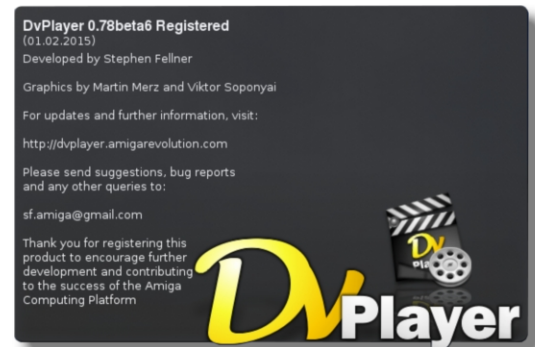 DvPlayer 0.78beta6 Registered
(01.02.2015)
Developed by Stephen Fellner
Graphics by Martin Merz and Viktor Soponyai
For updates and further information, visit:
http://dvplayer.amigarevolution.com
Please send suggestions, bug reports
and any other queries to:
sf.amiga@gmail.com
Thank you for registering this
product to encourage further
development and contributing
to the success of the Amiga
Computing Platform
Dv
Pla
DvPlayer